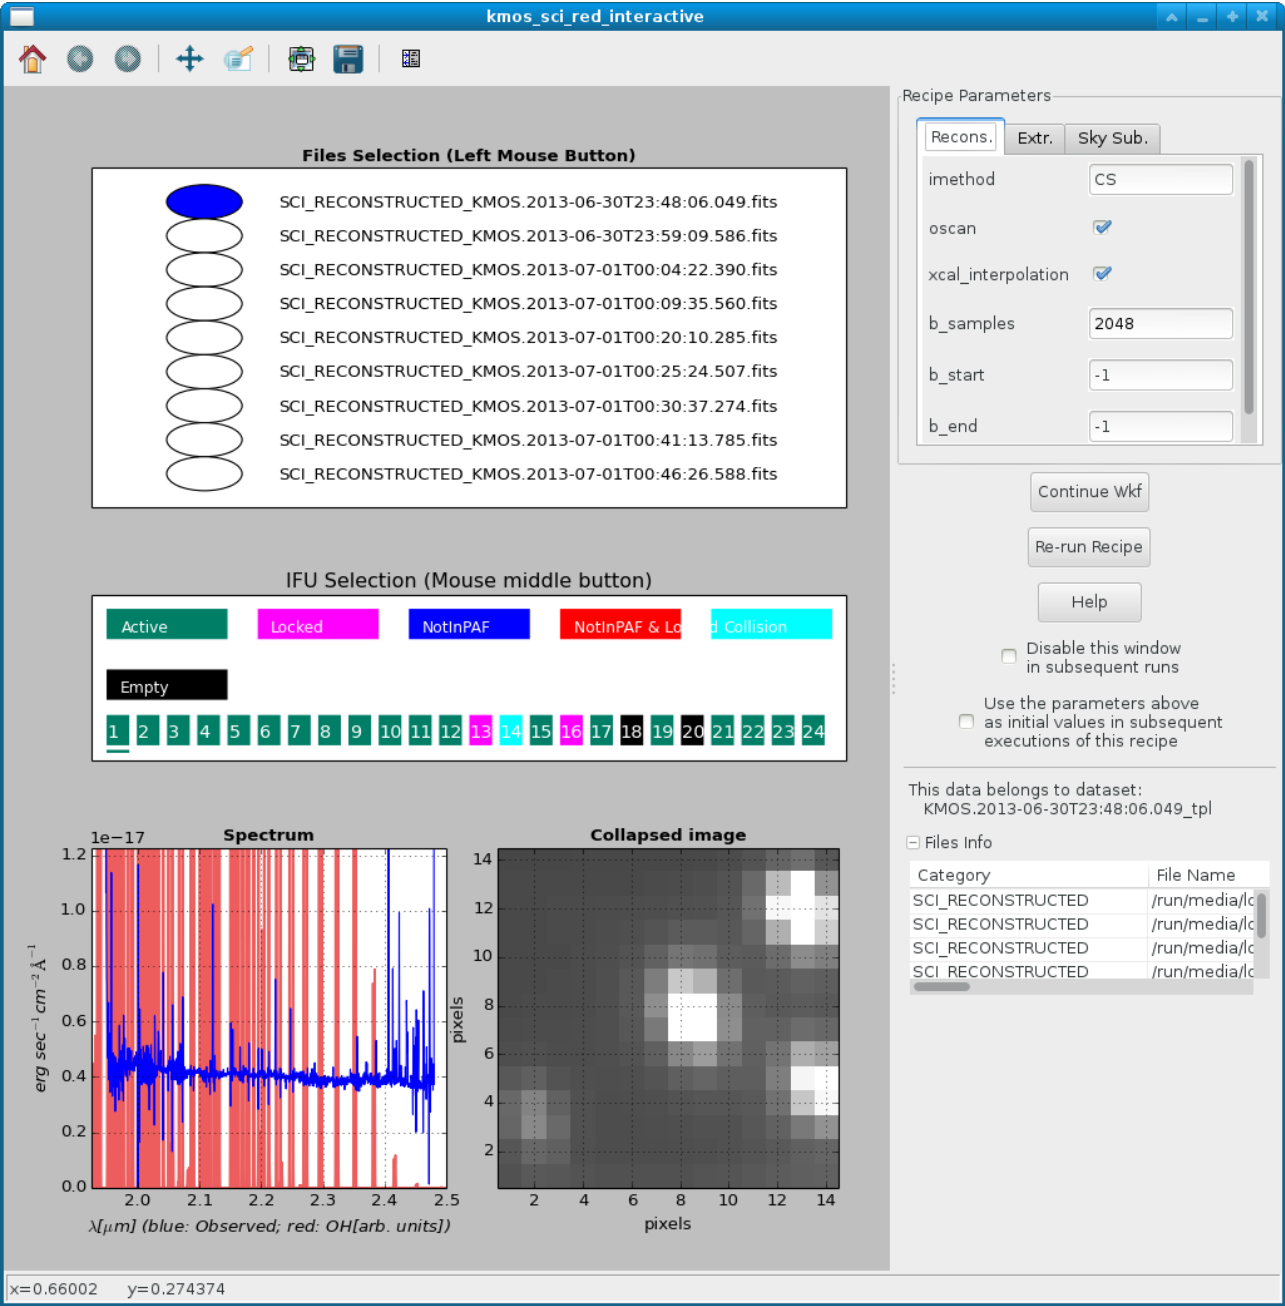 kmos_sci_red_interactive
Recipe Parameters
Recons.
Extr.
Sky Sub.
imethod
CS
oscan
xcal_interpolation
b_samples
2048
b_start
-1
b_end
-1
Continue Wkf
Re-run Recipe
Help
Disable this window
in subsequent runs
Use the parameters above
as initial values in subsequent
executions of this recipe
This data belongs to dataset:
KMOS.2013-06-30T23:48:06.049_tpl
Files Info
Category File Name
SCI_RECONSTRUCTED /run/media/lc
SCI_RECONSTRUCTED /run/media/lc
SCI_RECONSTRUCTED /run/media/lc
SCI_RECONSTRUCTED /run/media/lc
Files Selection (Left Mouse Button)
SCI_RECONSTRUCTED_KMOS.2013-06-30T23:48:06.049.fits
SCI_RECONSTRUCTED_KMOS.2013-06-30T23:59:09.586.fits
SCI_RECONSTRUCTED_KMOS.2013-07-01T00:04:22.390.fits
SCI_RECONSTRUCTED_KMOS.2013-07-01T00:09:35.560.fits
SCI_RECONSTRUCTED_KMOS.2013-07-01T00:20:10.285.fits
SCI_RECONSTRUCTED_KMOS.2013-07-01T00:25:24.507.fits
SCI_RECONSTRUCTED_KMOS.2013-07-01T00:30:37.274.fits
SCI_RECONSTRUCTED_KMOS.2013-07-01T00:41:13.785.fits
SCI_RECONSTRUCTED_KMOS.2013-07-01T00:46:26.588.fits
IFU Selection (Mouse middle button)
Active Locked NotInPAF NotInPAF & Lo d Collision
Empty
1 2 3 4 5 6 7 8 9 10 11 12 13 14 15 16 17 18 19 20 21 22 23 24
Spectrum
1e−17
1.2
1.0
0.8
0.6
0.4
0.2
0.0
erg sec⁻¹ cm⁻² Å⁻¹
2.0 2.1 2.2 2.3 2.4 2.5
λ[μm] (blue: Observed; red: OH[arb. units])
Collapsed image
14
12
10
8
6
4
2
pixels
2 4 6 8 10 12 14
pixels
x=0.66002 y=0.274374